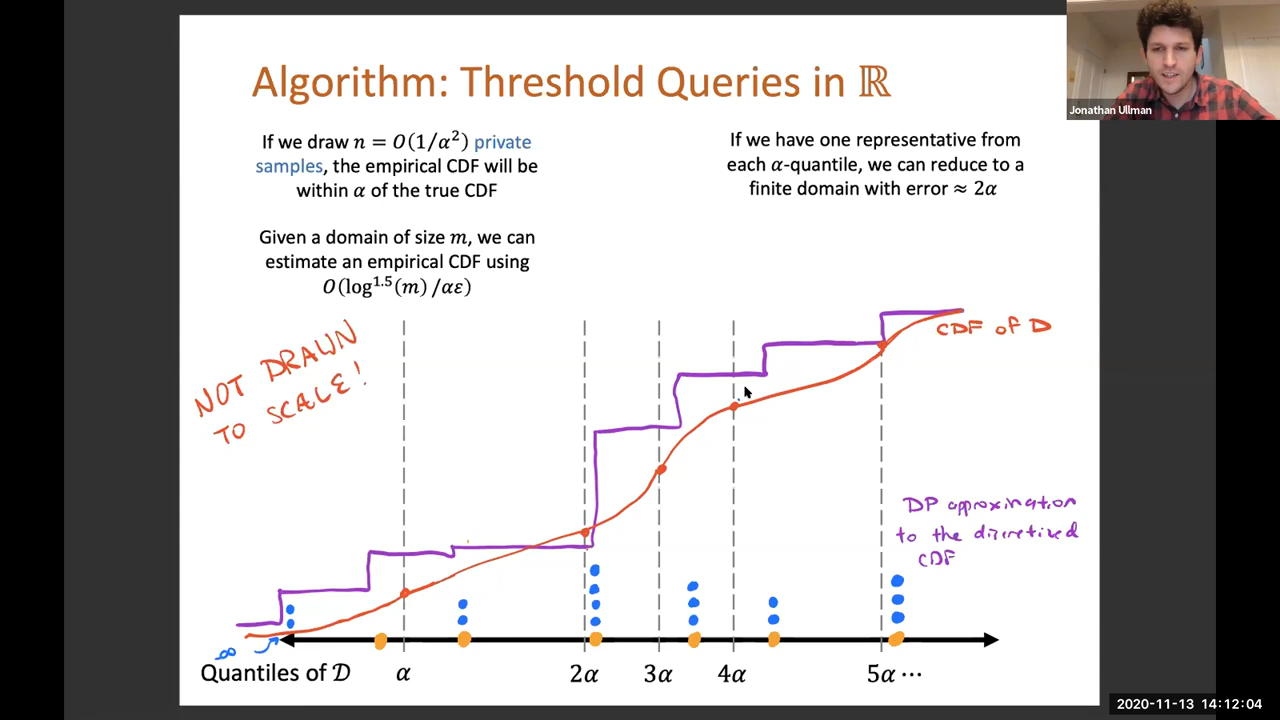 Algorithm: Threshold Queries in ℝ
If we draw n = O(1/α²) private
samples, the empirical CDF will be
within α of the true CDF
Given a domain of size m, we can
estimate an empirical CDF using
O(log¹·⁵(m) /αε)
If we have one representative from
each α-quantile, we can reduce to a
finite domain with error ≈ 2α
NOT DRAWN
TO SCALE!
CDF of D
DP approximation
to the discretized
CDF
∞
Quantiles of 𝒟 α 2α 3α 4α 5α ⋯
Jonathan Ullman
2020-11-13 14:12:04